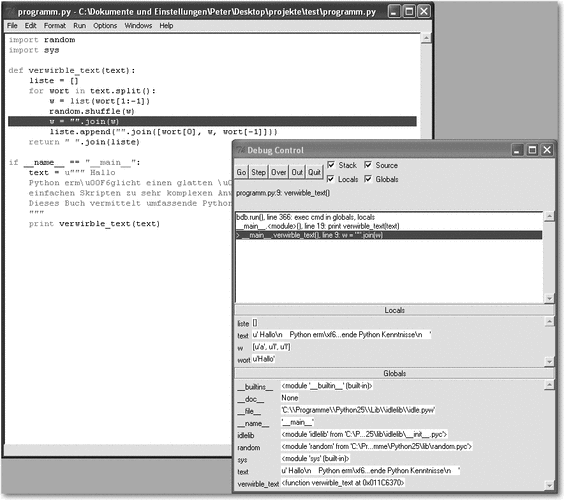 programm.py - C:\Dokumente und Einstellungen\Peter\Desktop\projekte\test\programm.py
File Edit Format Run Options Windows Help
import random
import sys
def verwirble_text(text):
liste = []
for wort in text.split():
w = list(wort[1:-1])
random.shuffle(w)
w = "".join(w)
liste.append("".join([wort[0], w, wort[-1]]))
return " ".join(liste)
if __name__ == "__main__":
text = u""" Hallo
Python erm\u00F6glicht einen glatten \u0
einfachen Skripten zu sehr komplexen Anw
Dieses Buch vermittelt umfassende Python
"""
print verwirble_text(text)
Debug Control
Go Step Over Out Quit
Stack Source
Locals Globals
programm.py:9: verwirble_text()
bdb.run(), line 366: exec cmd in globals, locals
__main__.<module>(), line 19: print verwirble_text(text)
> __main__.verwirble_text(), line 9: w = "".join(w)
Locals
liste []
text u' Hallo\n Python erm\xf6...ende Python Kenntnisse\n '
w [u'a', u'l', u'l']
wort u'Hallo'
Globals
__builtins__ <module '__builtin__' (built-in)>
__doc__ None
__file__ 'C:\\Programme\\Python25\\Lib\\idlelib\\idle.pyw'
__name__ '__main__'
idlelib <module 'idlelib' from 'C:\P...25\lib\idlelib\__init__.pyc'>
random <module 'random' from 'C:\Pr...mme\Python25\lib\random.pyc'>
sys <module 'sys' (built-in)>
text u' Hallo\n Python erm\xf6...ende Python Kenntnisse\n '
verwirble_text <function verwirble_text at 0x011C6370>